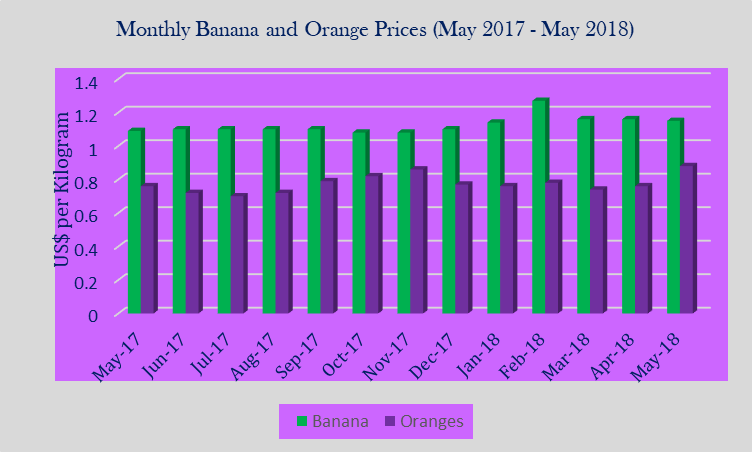 Monthly Banana and Orange Prices (May 2017 - May 2018)
US$ per Kilogram
1.4
1.2
1
0.8
0.6
0.4
0.2
0
May-17
Jun-17
Jul-17
Aug-17
Sep-17
Oct-17
Nov-17
Dec-17
Jan-18
Feb-18
Mar-18
Apr-18
May-18
Banana
Oranges